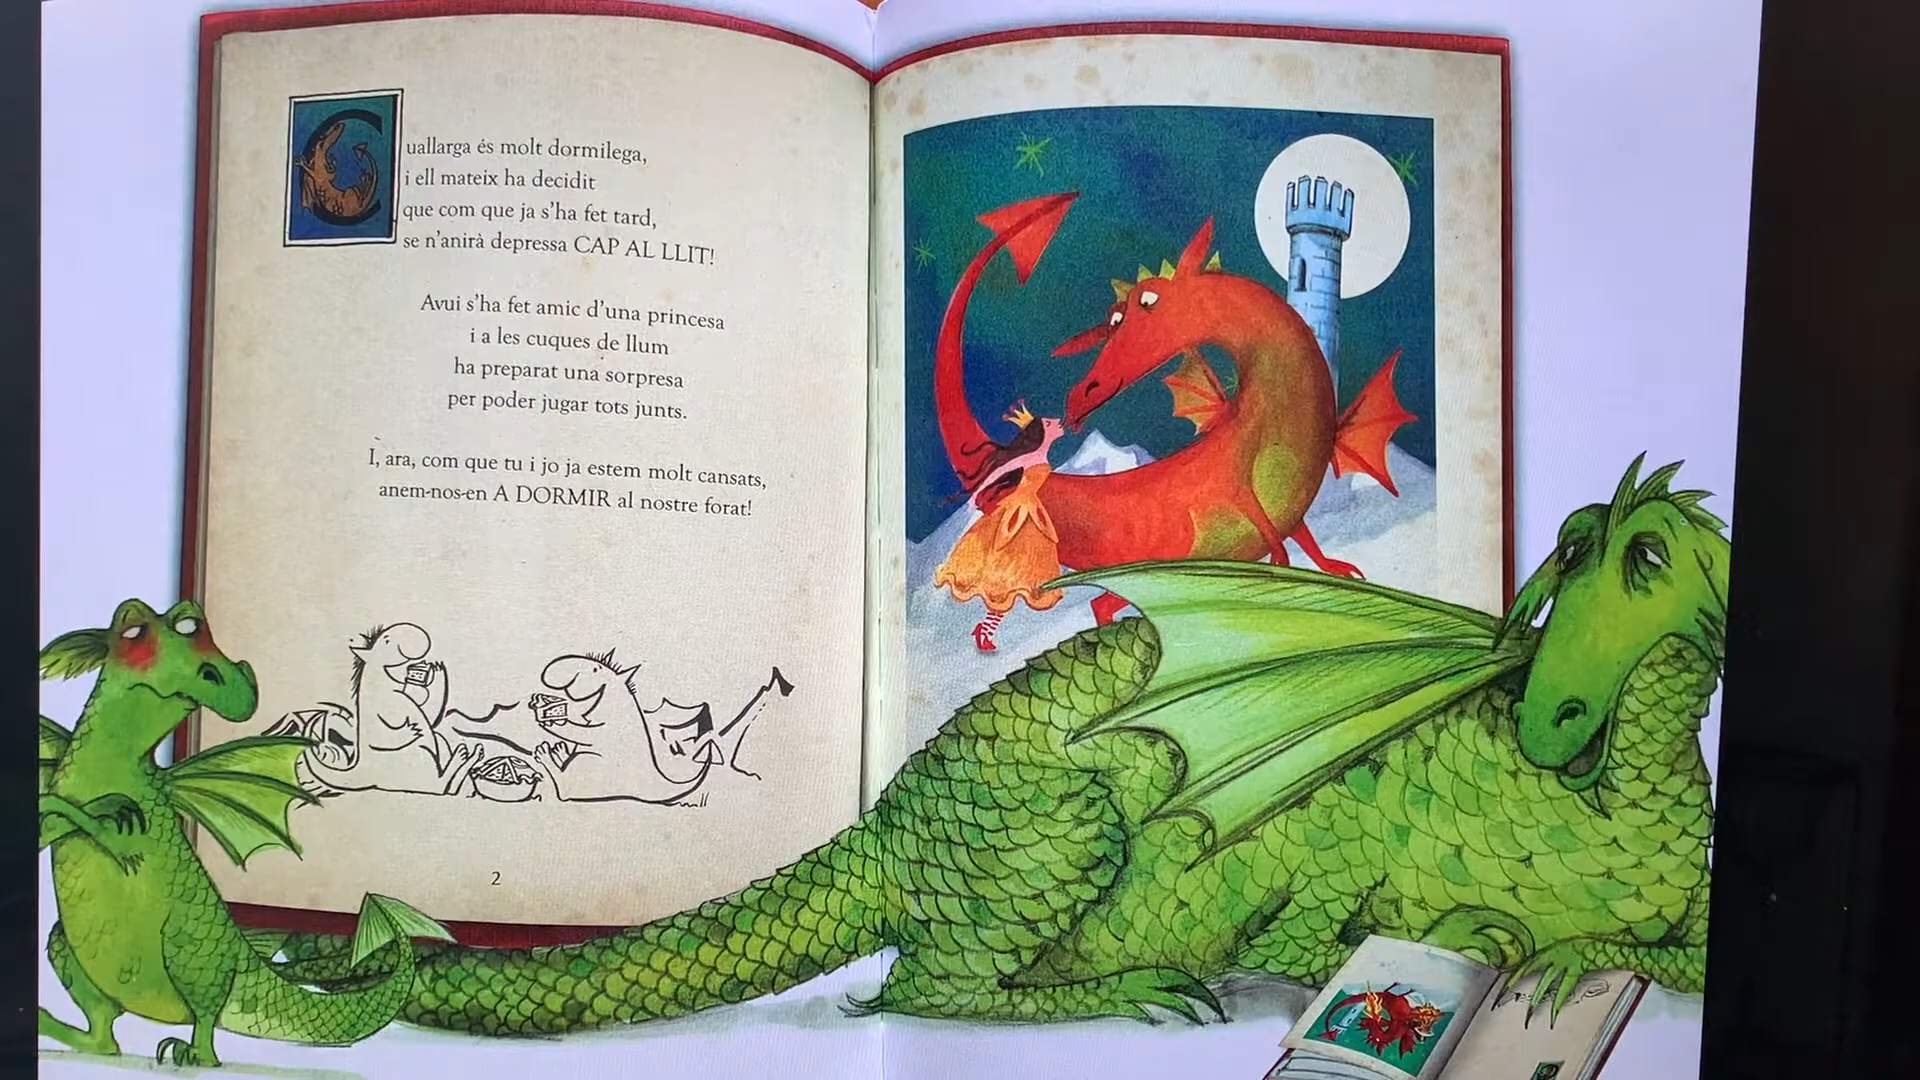 Cuallarga és molt dormilega,
i ell mateix ha decidit
que com que ja s'ha fet tard,
se n'anirà depressa CAP AL LLIT!
Avui s'ha fet amic d'una princesa
i a les cuques de llum
ha preparat una sorpresa
per poder jugar tots junts.
I, ara, com que tu i jo ja estem molt cansats,
anem-nos-en A DORMIR al nostre forat!
2